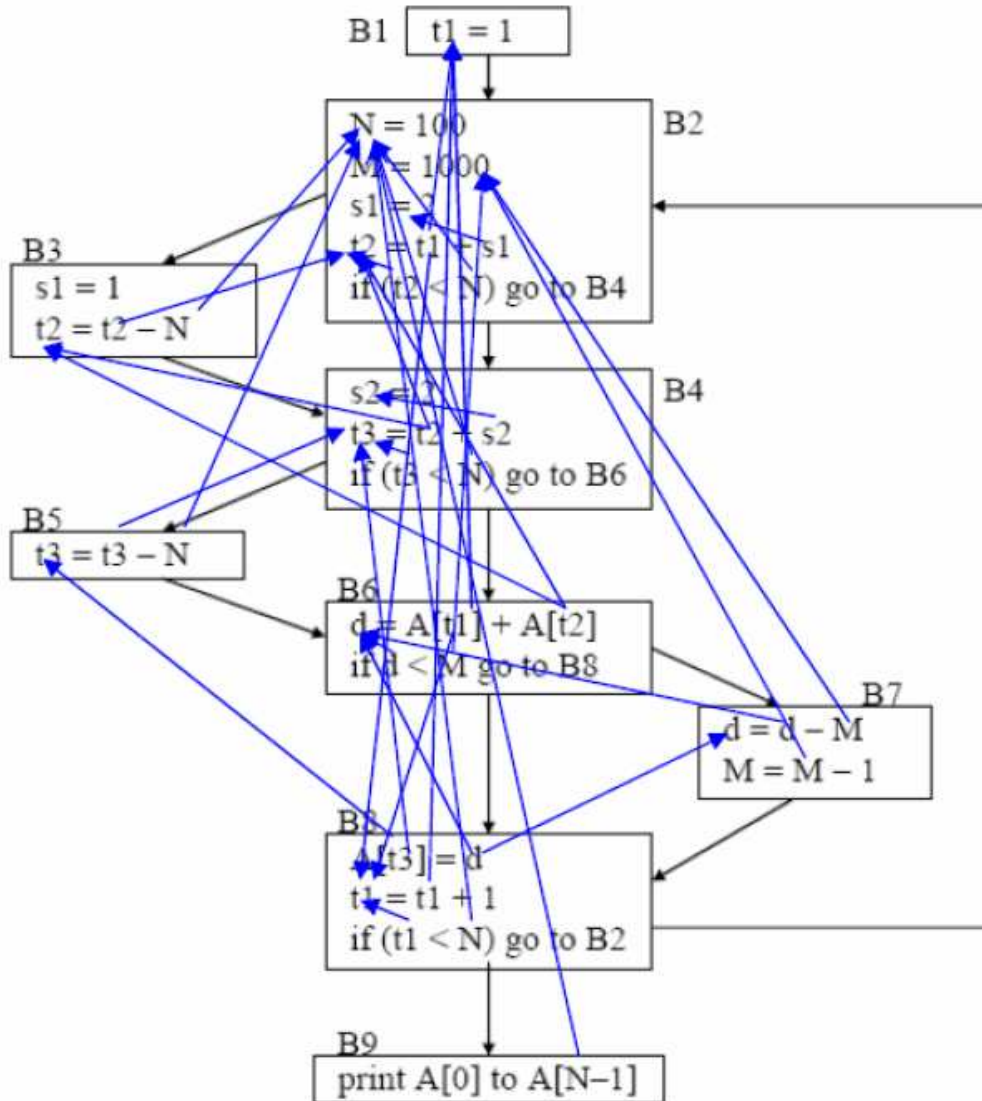 B1
t1 = 1
B2
N = 100
M = 1000
s1 = 2
t2 = t1 – s1
if (t2 < N) go to B4
B3
s1 = 1
t2 = t2 – N
B4
s2 = 2
t3 = t2 + s2
if (t3 < N) go to B6
B5
t3 = t3 – N
B6
d = A[t1] + A[t2]
if d < M go to B8
B7
d = d – M
M = M – 1
B8
A[t3] = d
t1 = t1 + 1
if (t1 < N) go to B2
B9
print A[0] to A[N–1]